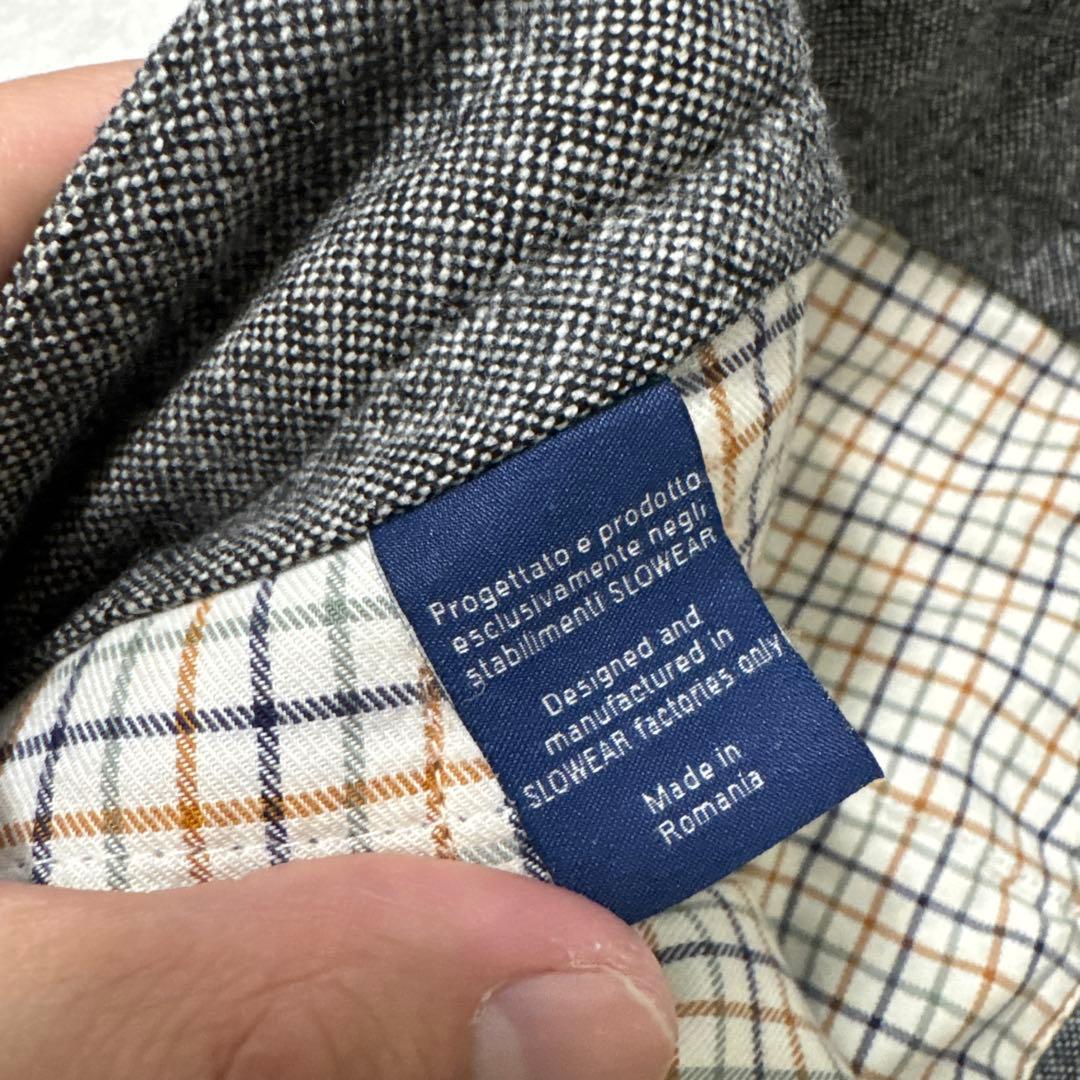 Progettato e prodotto
esclusivamente negli
stabilimenti SLOWEAR
Designed and
manufactured in
SLOWEAR factories only
Made in
Romania